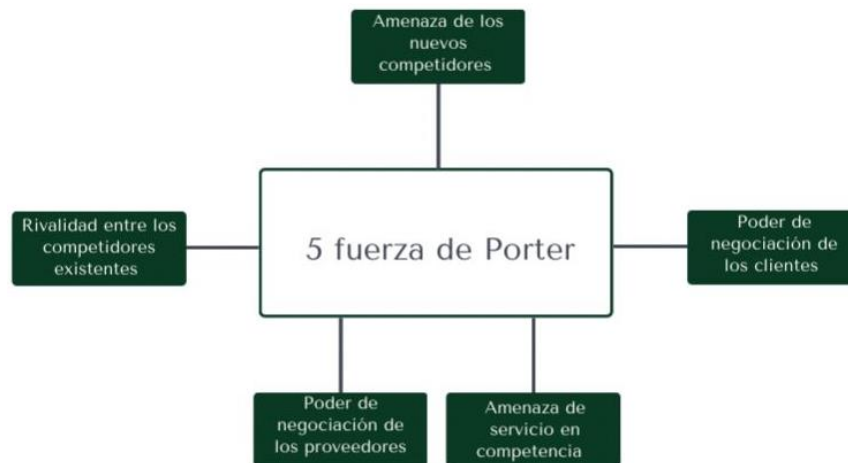 Amenaza de los
nuevos
competidores
Rivalidad entre los
competidores
existentes
5 fuerza de Porter
Poder de
negociación de
los clientes
Poder de
negociación de
los proveedores
Amenaza de
servicio en
competencia